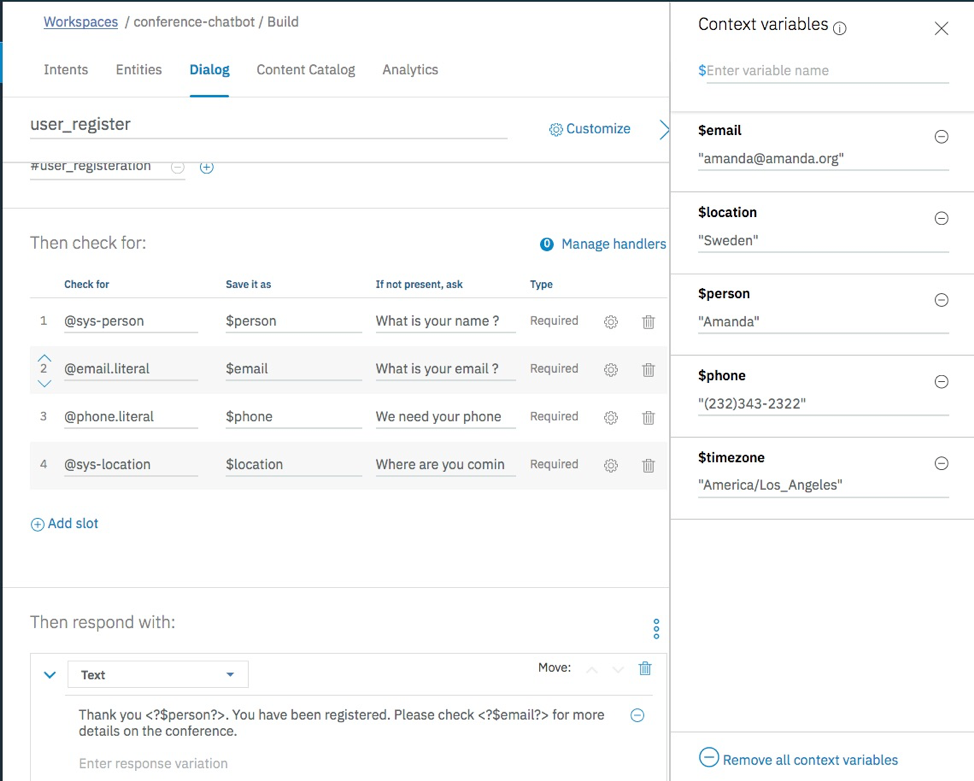 Workspaces / conference-chatbot / Build
Intents Entities Dialog Content Catalog Analytics
user_register
Customize
#user_registeration
Then check for:
0 Manage handlers
Check for Save it as If not present, ask Type
1 @sys-person $person What is your name ? Required
2 @email.literal $email What is your email ? Required
3 @phone.literal $phone We need your phone Required
4 @sys-location $location Where are you comin Required
Add slot
Then respond with:
Text
Move:
Thank you <?$person?>. You have been registered. Please check <?$email?> for more
details on the conference.
Enter response variation
Context variables
$Enter variable name
$email
"amanda@amanda.org"
$location
"Sweden"
$person
"Amanda"
$phone
"(232)343-2322"
$timezone
"America/Los_Angeles"
Remove all context variables